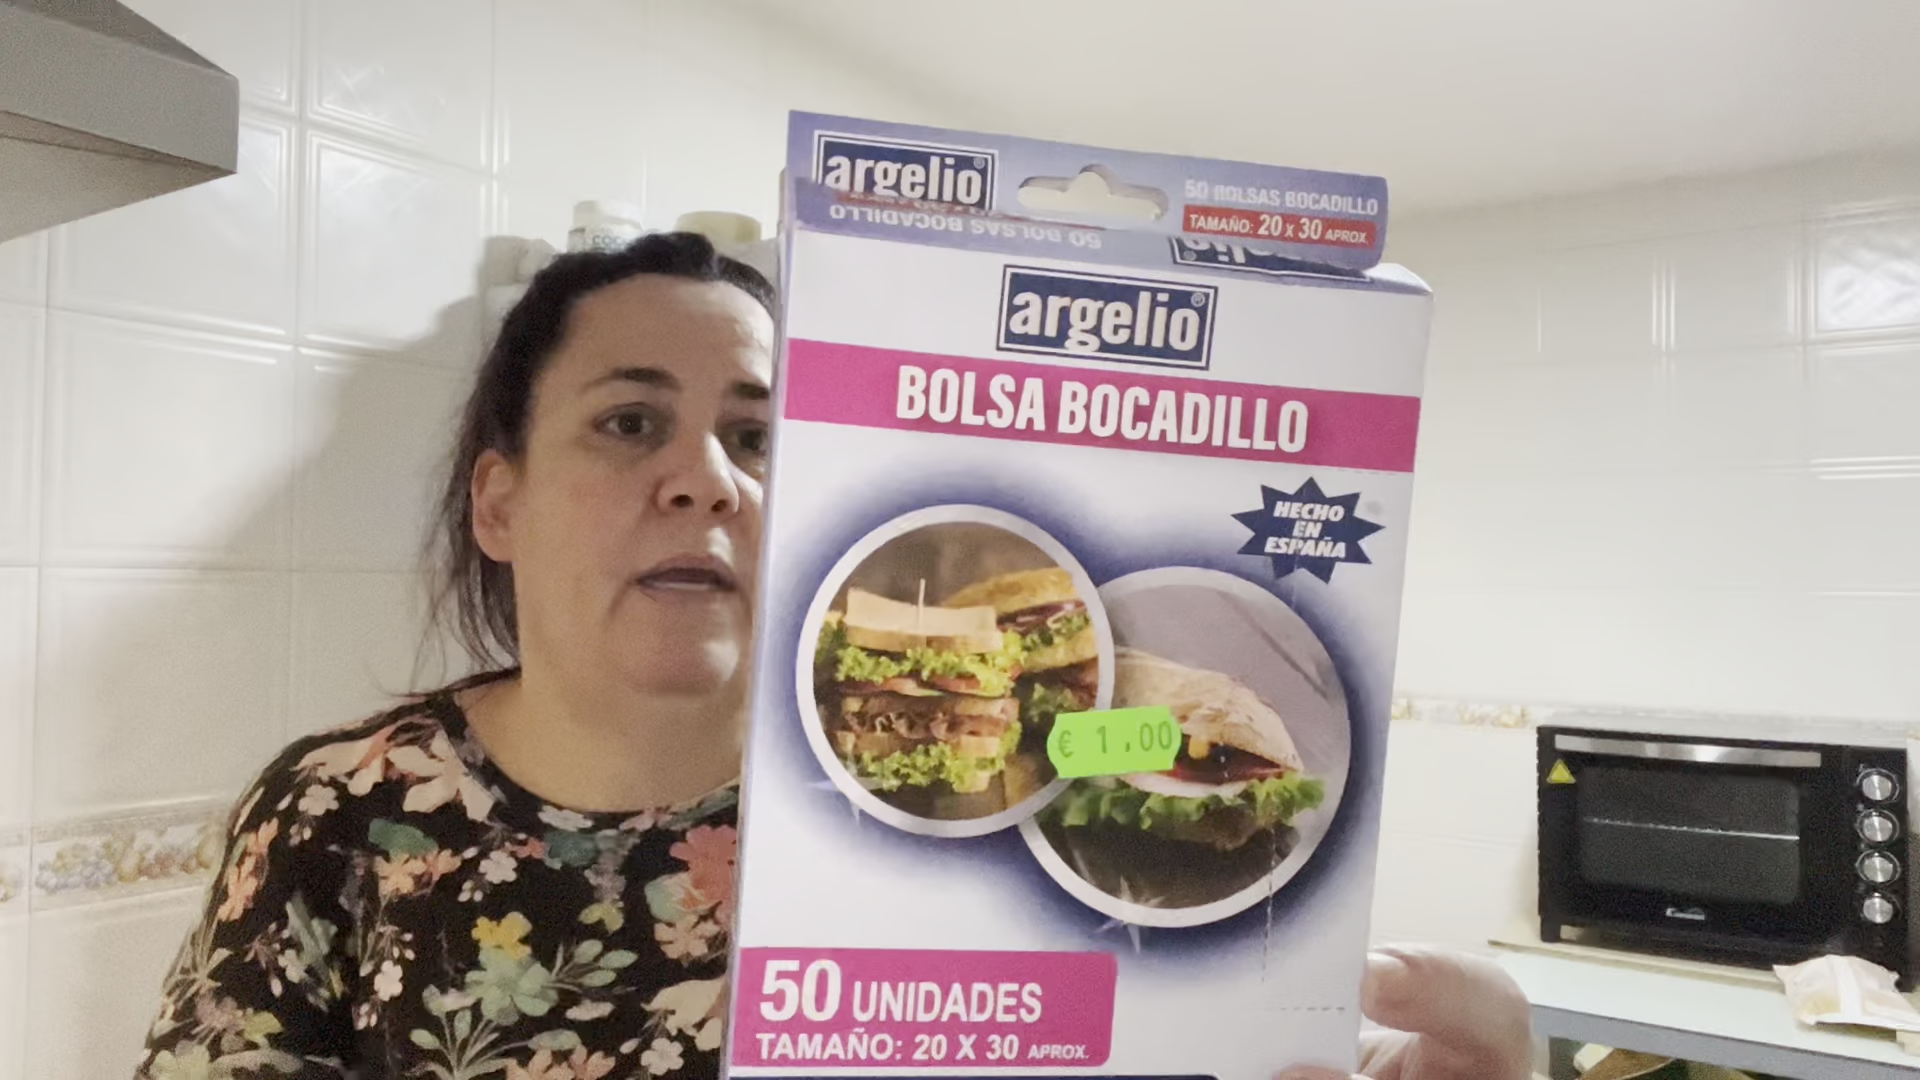 argelio®
50 BOLSAS BOCADILLO
TAMAÑO: 20 x 30 APROX.
50 BOLSAS BOCADILLO
argelio®
BOLSA BOCADILLO
HECHO
EN
ESPAÑA
€ 1.00
50 UNIDADES
TAMAÑO: 20 X 30 APROX.